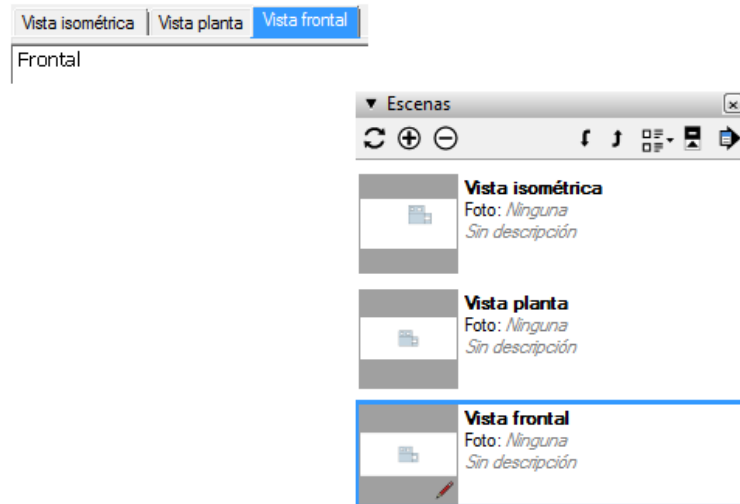 Vista isométrica
Vista planta
Vista frontal
Frontal
Escenas
Vista isométrica
Foto: Ninguna
Sin descripción
Vista planta
Foto: Ninguna
Sin descripción
Vista frontal
Foto: Ninguna
Sin descripción